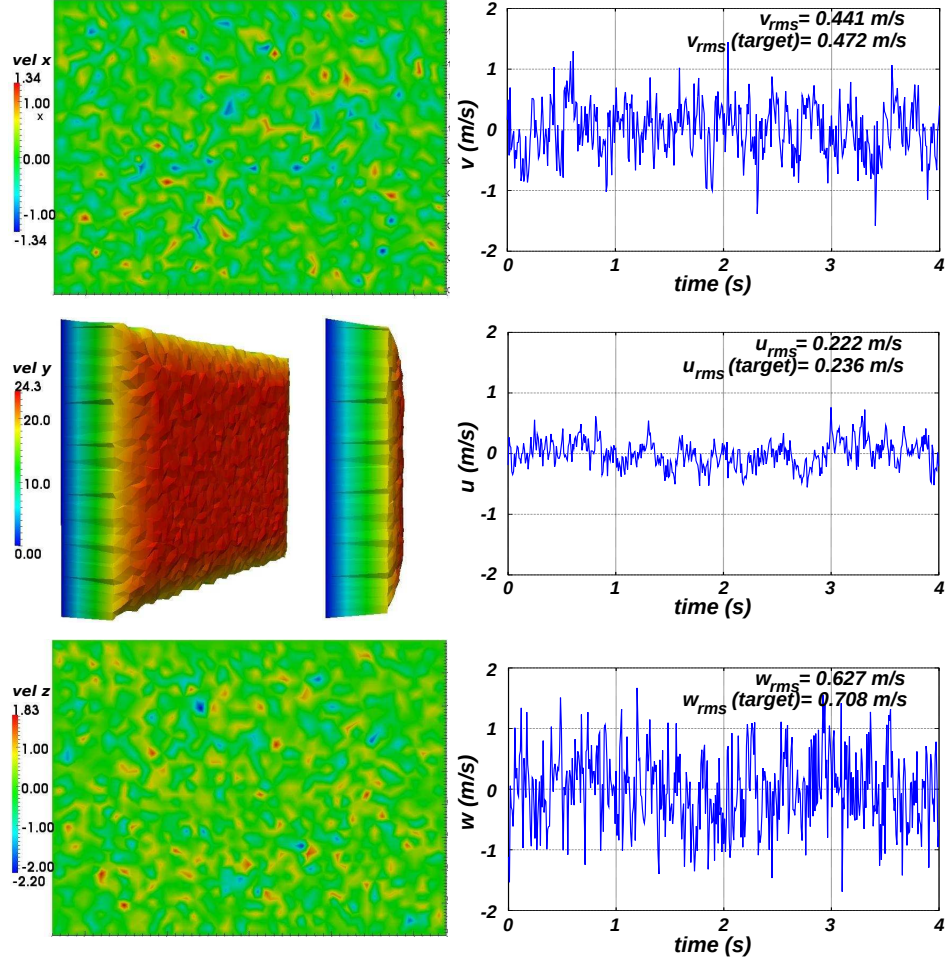 vel x
1.34
1.00
x
0.00
-1.00
-1.34
2
1
0
-1
-2
v (m/s)
v_rms= 0.441 m/s
v_rms (target)= 0.472 m/s
0 1 2 3 4
time (s)
vel y
24.3
20.0
10.0
0.00
2
1
0
-1
-2
u (m/s)
u_rms= 0.222 m/s
u_rms (target)= 0.236 m/s
0 1 2 3 4
time (s)
vel z
1.83
1.00
0.00
-1.00
-2.00
-2.20
2
1
0
-1
-2
w (m/s)
w_rms= 0.627 m/s
w_rms (target)= 0.708 m/s
0 1 2 3 4
time (s)